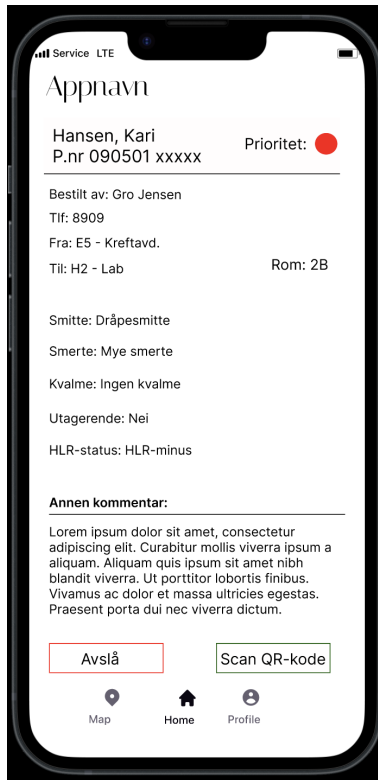 Service LTE
Appnavn
Hansen, Kari
P.nr 090501 xxxxx
Prioritet:
Bestilt av: Gro Jensen
Tlf: 8909
Fra: E5 - Kreftavd.
Til: H2 - Lab
Rom: 2B
Smitte: Dråpesmitte
Smerte: Mye smerte
Kvalme: Ingen kvalme
Utagerende: Nei
HLR-status: HLR-minus
Annen kommentar:
Lorem ipsum dolor sit amet, consectetur
adipiscing elit. Curabitur mollis viverra ipsum a
aliquam. Aliquam quis ipsum sit amet nibh
blandit viverra. Ut porttitor lobortis finibus.
Vivamus ac dolor et massa ultricies egestas.
Praesent porta dui nec viverra dictum.
Avslå
Scan QR-kode
Map
Home
Profile